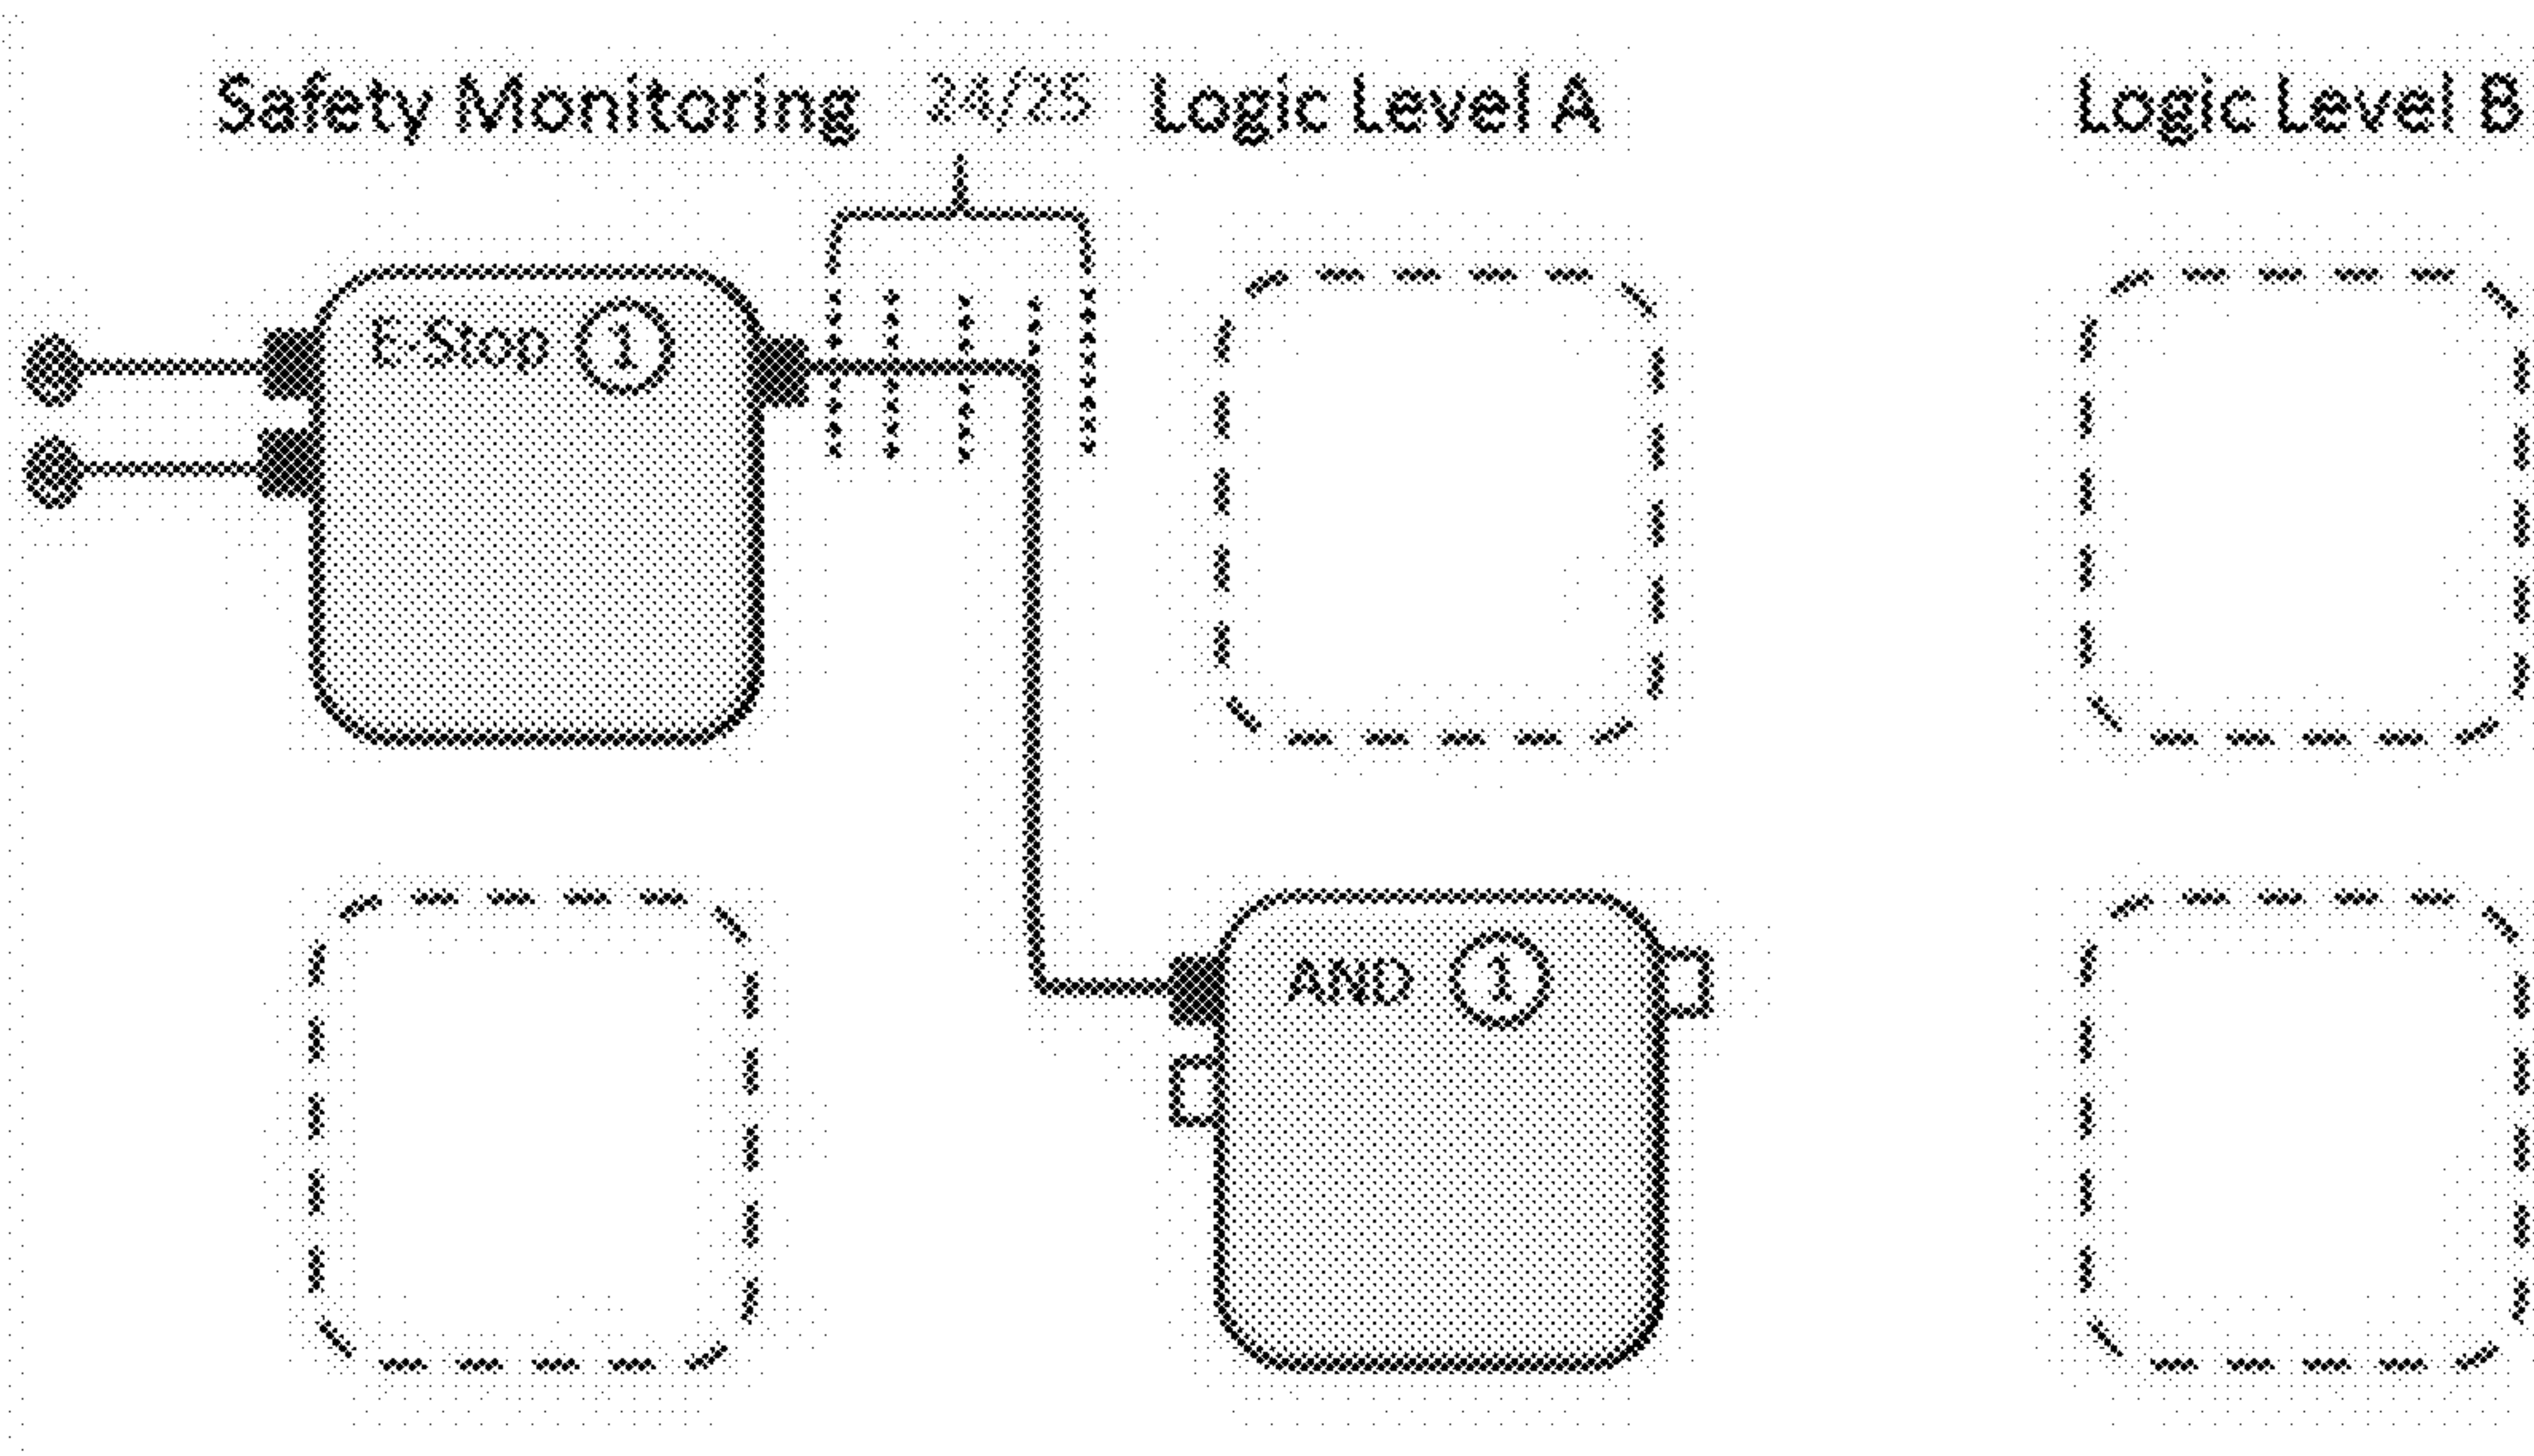 Safety Monitoring 24/25 Logic Level A Logic Level B
E-Stop 1
AND 1